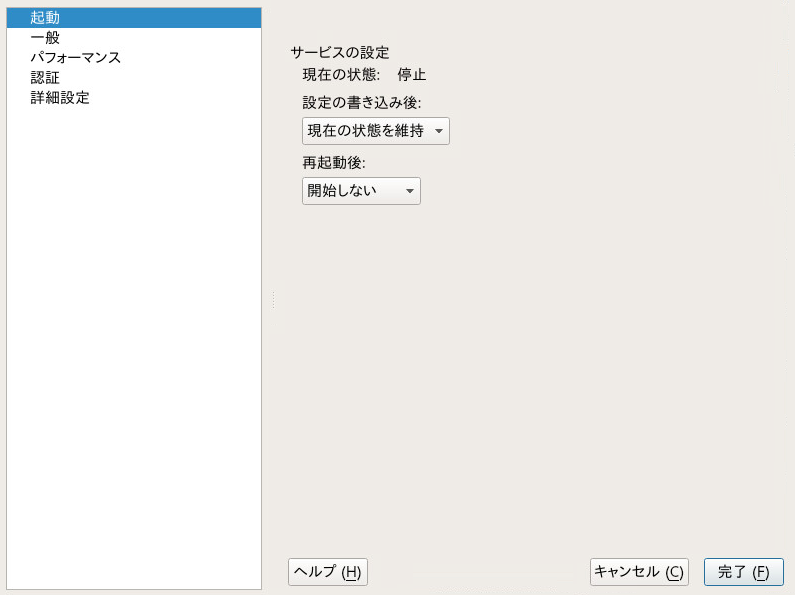 起動
一般
パフォーマンス
認証
詳細設定
サービスの設定
現在の状態: 停止
設定の書き込み後:
現在の状態を維持
再起動後:
開始しない
ヘルプ (H)
キャンセル (C)
完了 (F)